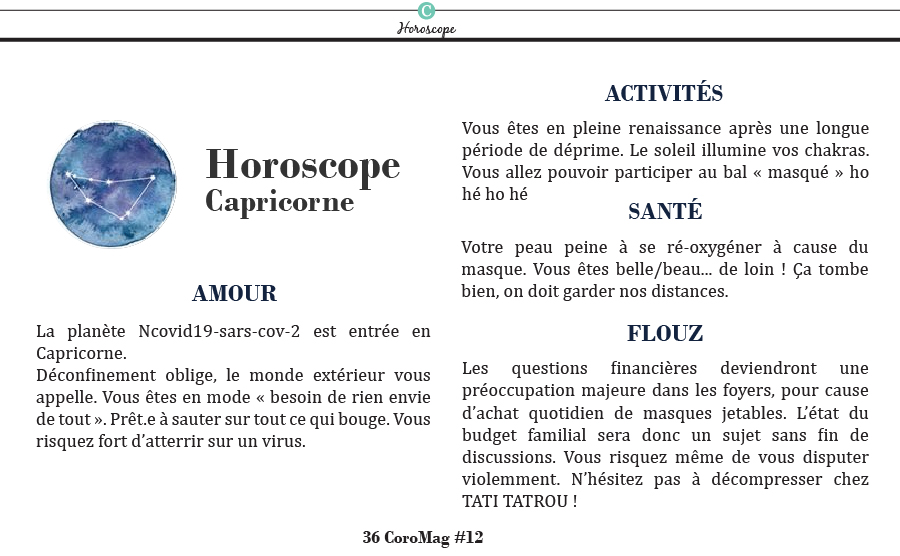 C
Horoscope
Horoscope
Capricorne
AMOUR
La planète Ncovid19-sars-cov-2 est entrée en
Capricorne.
Déconfinement oblige, le monde extérieur vous
appelle. Vous êtes en mode « besoin de rien envie
de tout ». Prêt.e à sauter sur tout ce qui bouge. Vous
risquez fort d’atterrir sur un virus.
ACTIVITÉS
Vous êtes en pleine renaissance après une longue
période de déprime. Le soleil illumine vos chakras.
Vous allez pouvoir participer au bal « masqué » ho
hé ho hé
SANTÉ
Votre peau peine à se ré-oxygéner à cause du
masque. Vous êtes belle/beau... de loin ! Ça tombe
bien, on doit garder nos distances.
FLOUZ
Les questions financières deviendront une
préoccupation majeure dans les foyers, pour cause
d’achat quotidien de masques jetables. L’état du
budget familial sera donc un sujet sans fin de
discussions. Vous risquez même de vous disputer
violemment. N’hésitez pas à décompresser chez
TATI TATROU !
36 CoroMag #12